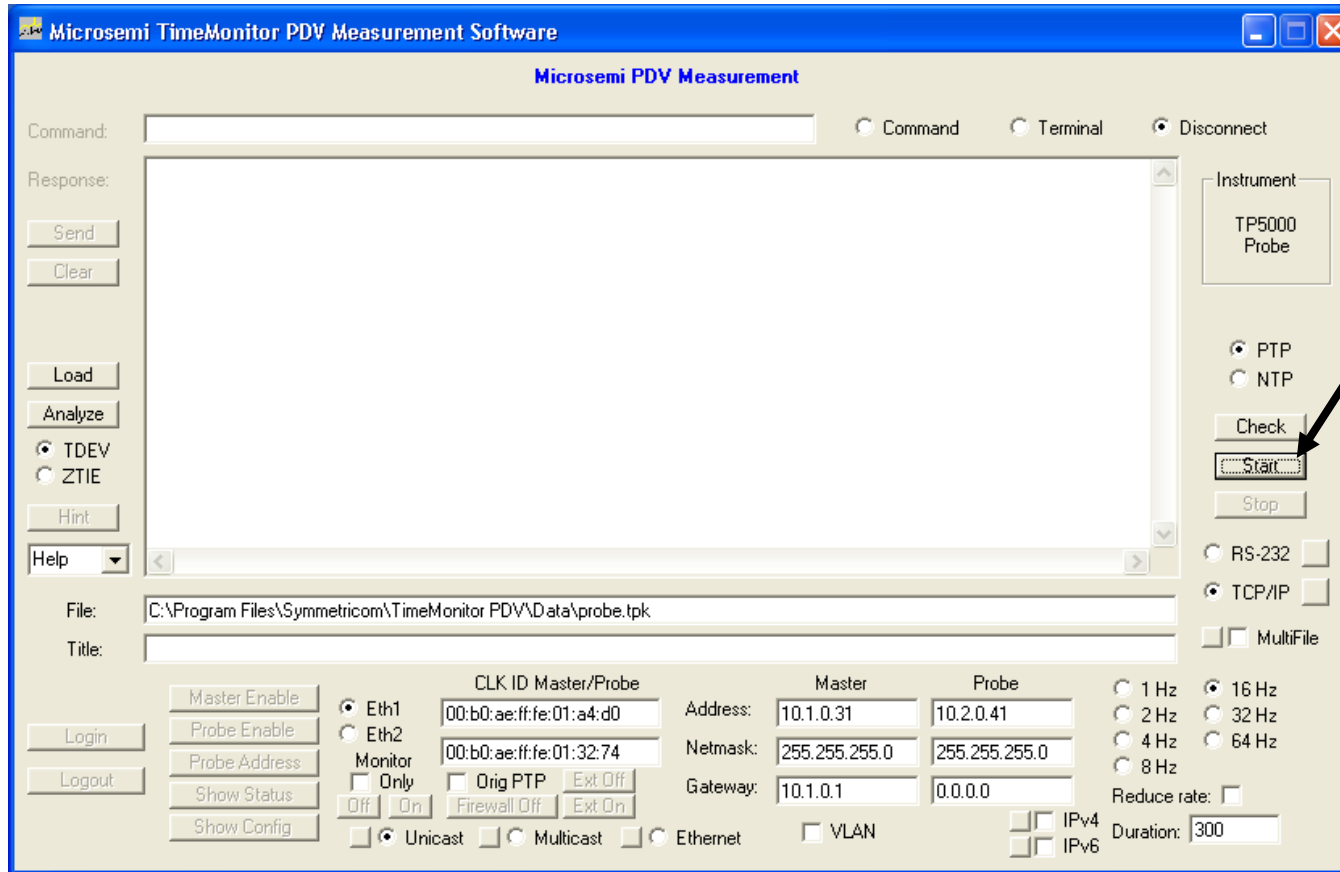 Microsemi TimeMonitor PDV Measurement Software
Microsemi PDV Measurement
Command:
Command
Terminal
Disconnect
Response:
Instrument
TP5000
Probe
Send
Clear
PTP
NTP
Load
Analyze
TDEV
ZTIE
Check
Start
Stop
Hint
Help
RS-232
TCP/IP
File: C:\Program Files\Symmetricom\TimeMonitor PDV\Data\probe.tpk
MultiFile
Title:
Master Enable
Probe Enable
Probe Address
Show Status
Show Config
Login
Logout
Eth1
Eth2
Monitor
Only
Off On
CLK ID Master/Probe
00:b0:ae:ff:fe:01:a4:d0
00:b0:ae:ff:fe:01:32:74
Orig PTP Ext Off
Firewall Off Ext On
Unicast Multicast Ethernet
Master Probe
Address: 10.1.0.31 10.2.0.41
Netmask: 255.255.255.0 255.255.255.0
Gateway: 10.1.0.1 0.0.0.0
VLAN
IPv4
IPv6
1 Hz 16 Hz
2 Hz 32 Hz
4 Hz 64 Hz
8 Hz
Reduce rate:
Duration: 300